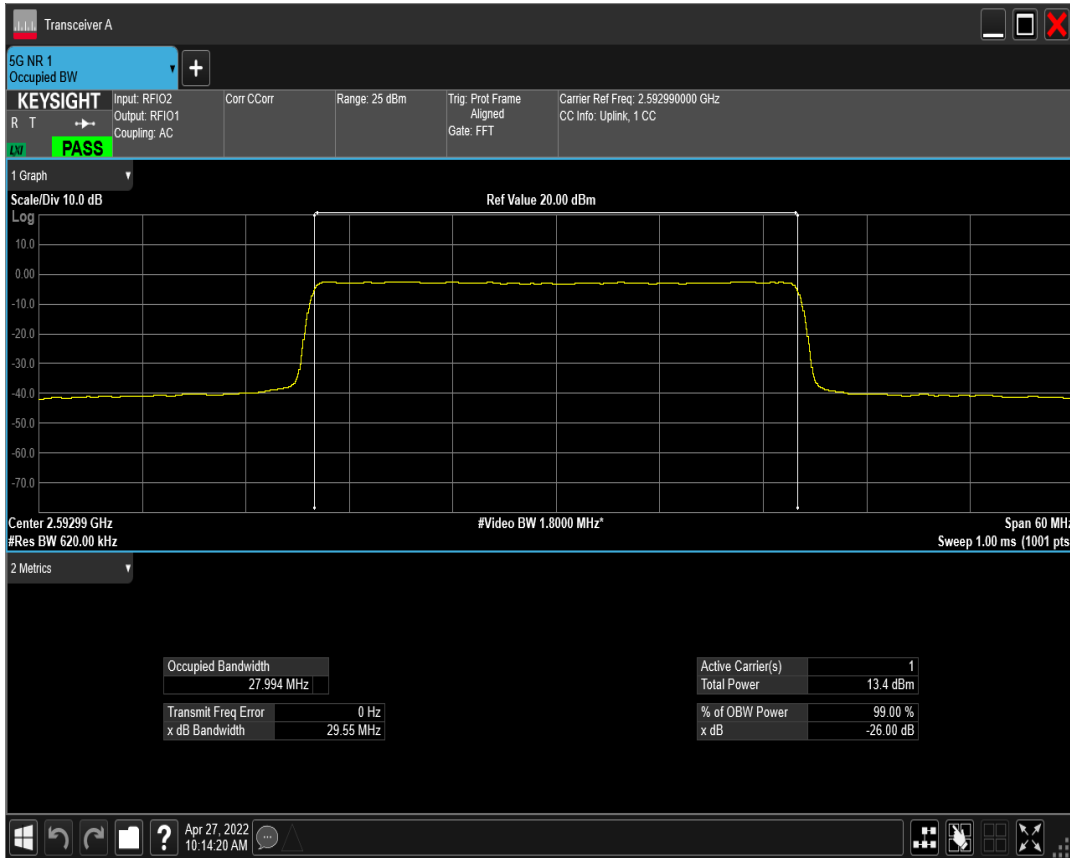 Transceiver A
5G NR 1
Occupied BW
KEYSIGHT
R T
LXI
PASS
Input: RFIO2
Output: RFIO1
Coupling: AC
Corr CCorr
Range: 25 dBm
Trig: Prot Frame
Aligned
Gate: FFT
Carrier Ref Freq: 2.592990000 GHz
CC Info: Uplink, 1 CC
1 Graph
Scale/Div 10.0 dB
Ref Value 20.00 dBm
Log
10.0
0.00
-10.0
-20.0
-30.0
-40.0
-50.0
-60.0
-70.0
Center 2.59299 GHz
#Video BW 1.8000 MHz*
Span 60 MHz
#Res BW 620.00 kHz
Sweep 1.00 ms (1001 pts
2 Metrics
Occupied Bandwidth
27.994 MHz
Transmit Freq Error 0 Hz
x dB Bandwidth 29.55 MHz
Active Carrier(s) 1
Total Power 13.4 dBm
% of OBW Power 99.00 %
x dB -26.00 dB
?
Apr 27, 2022
10:14:20 AM